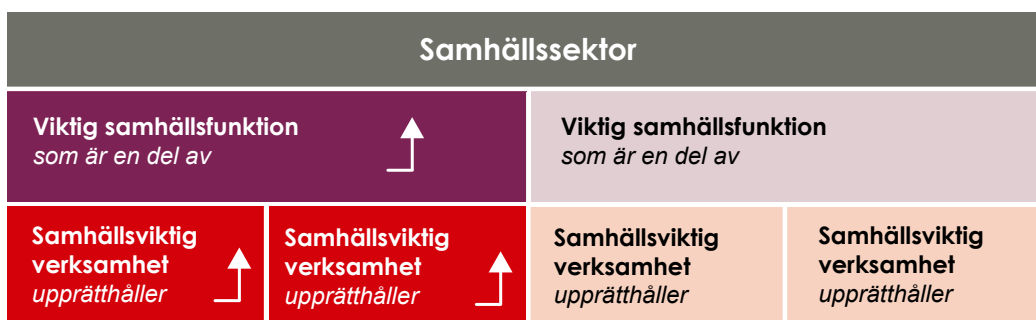 Samhällssektor
Viktig samhällsfunktion
som är en del av
Viktig samhällsfunktion
som är en del av
Samhällsviktig
verksamhet
upprätthåller
Samhällsviktig
verksamhet
upprätthåller
Samhällsviktig
verksamhet
upprätthåller
Samhällsviktig
verksamhet
upprätthåller